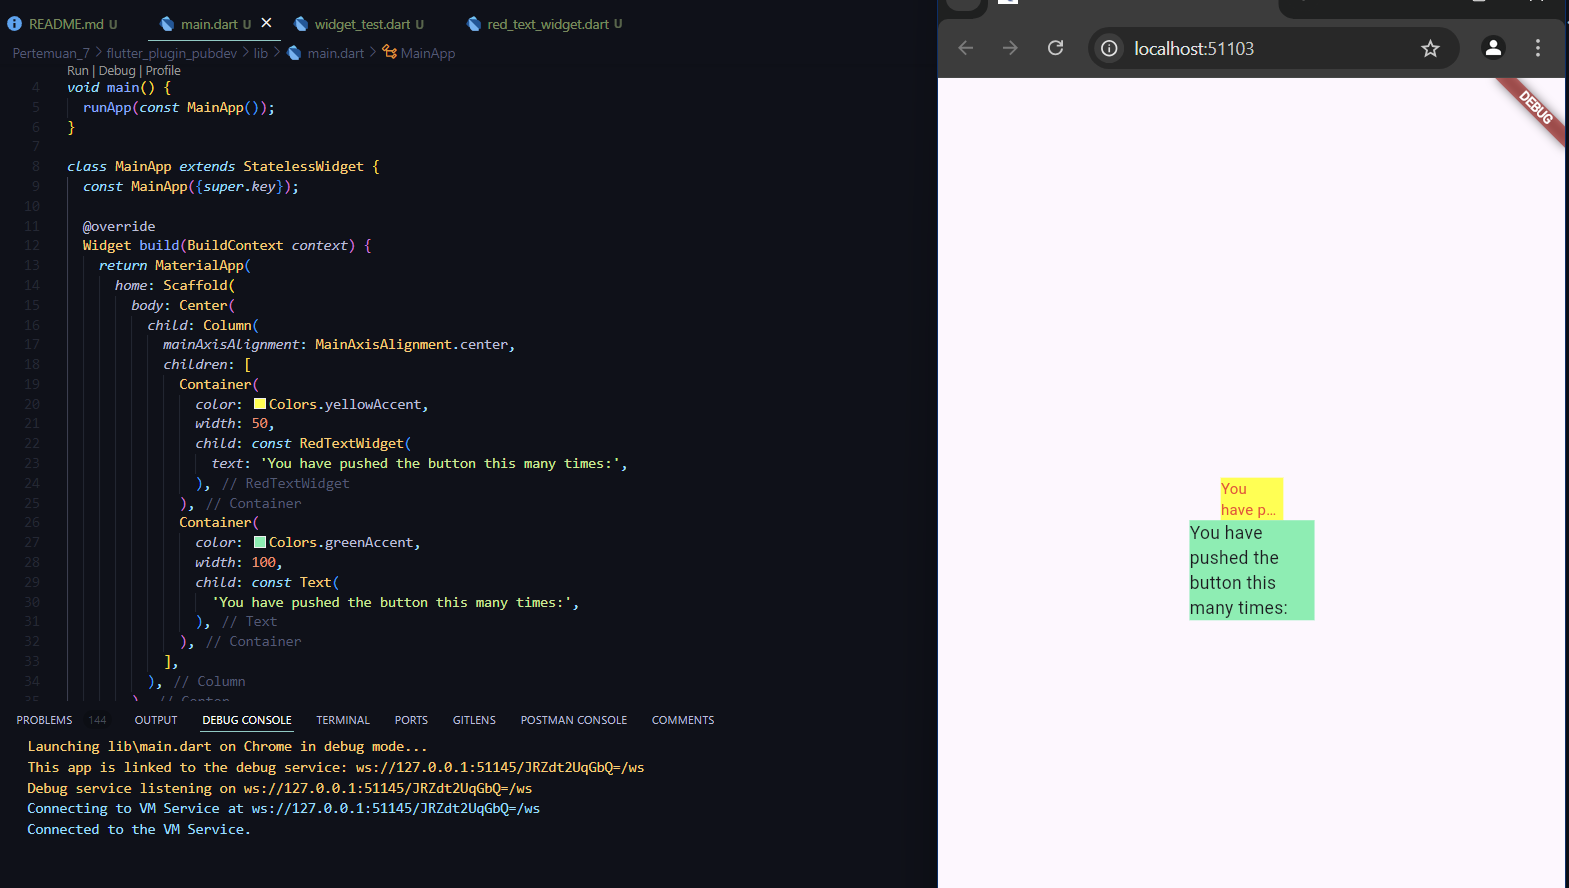 README.md U
main.dart U
widget_test.dart U
red_text_widget.dart U
Pertemuan_7 > flutter_plugin_pubdev > lib > main.dart > MainApp
Run | Debug | Profile
4 void main() {
5 runApp(const MainApp());
6 }
7
8 class MainApp extends StatelessWidget {
9 const MainApp({super.key});
10
11 @override
12 Widget build(BuildContext context) {
13 return MaterialApp(
14 home: Scaffold(
15 body: Center(
16 child: Column(
17 mainAxisAlignment: MainAxisAlignment.center,
18 children: [
19 Container(
20 color: Colors.yellowAccent,
21 width: 50,
22 child: const RedTextWidget(
23 text: 'You have pushed the button this many times:',
24 ), // RedTextWidget
25 ), // Container
26 Container(
27 color: Colors.greenAccent,
28 width: 100,
29 child: const Text(
30 'You have pushed the button this many times:',
31 ), // Text
32 ), // Container
33 ],
34 ), // Column
35 ), // Center
PROBLEMS 144 OUTPUT DEBUG CONSOLE TERMINAL PORTS GITLENS POSTMAN CONSOLE COMMENTS
Launching lib\main.dart on Chrome in debug mode...
This app is linked to the debug service: ws://127.0.0.1:51145/JRZdt2UqGbQ=/ws
Debug service listening on ws://127.0.0.1:51145/JRZdt2UqGbQ=/ws
Connecting to VM Service at ws://127.0.0.1:51145/JRZdt2UqGbQ=/ws
Connected to the VM Service.
localhost:51103
DEBUG
You
have p...
You have
pushed the
button this
many times: